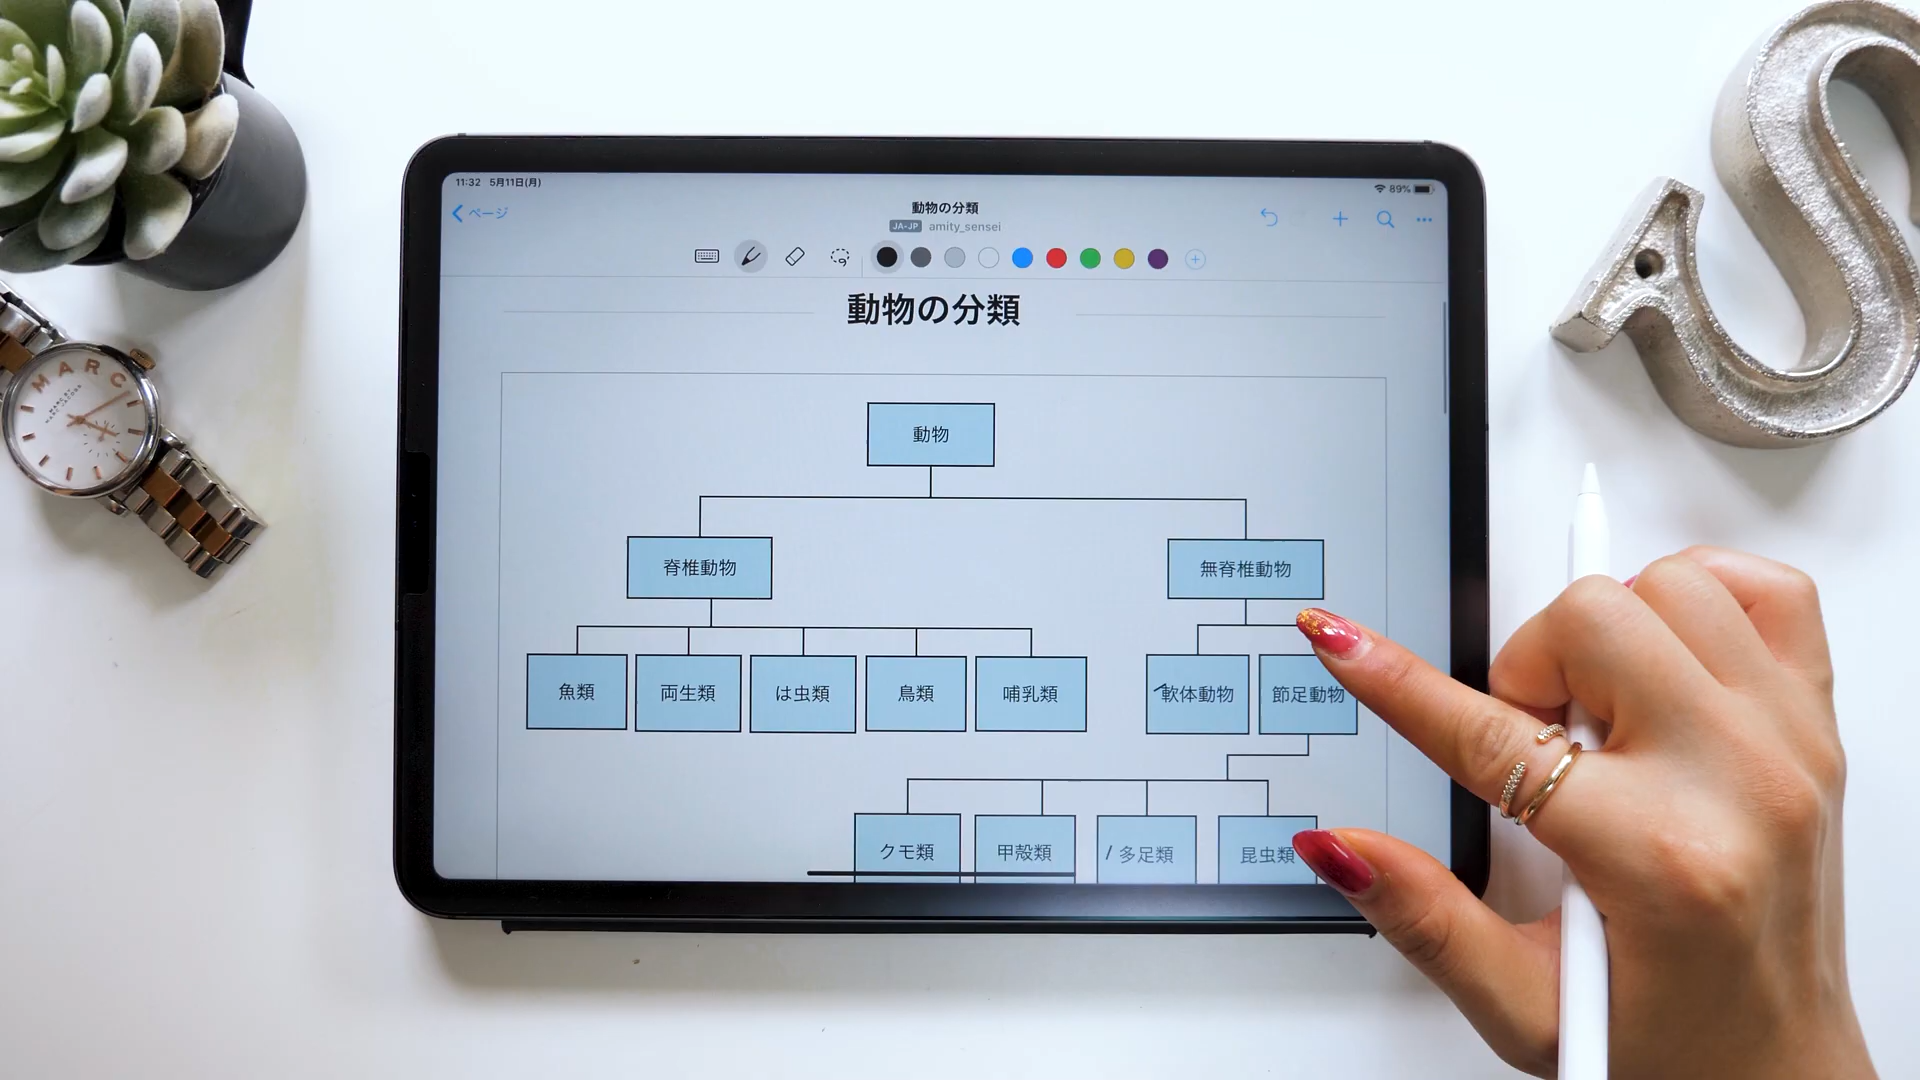 11:32 5月11日(月)
89%
ページ
動物の分類
JA-JP amity_sensei
動物の分類
動物
脊椎動物
無脊椎動物
魚類
両生類
は虫類
鳥類
哺乳類
軟体動物
節足動物
クモ類
甲殻類
多足類
昆虫類
MARC
S